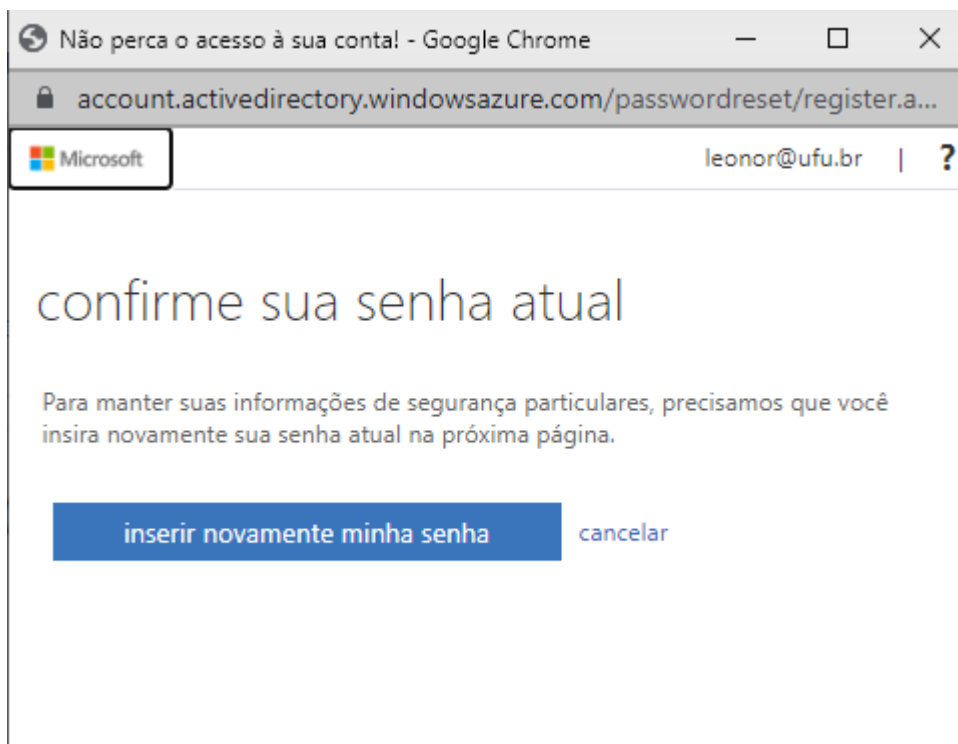 Não perca o acesso à sua conta! - Google Chrome
account.activedirectory.windowsazure.com/passwordreset/register.a...
Microsoft
leonor@ufu.br | ?
confirme sua senha atual
Para manter suas informações de segurança particulares, precisamos que você
insira novamente sua senha atual na próxima página.
inserir novamente minha senha
cancelar